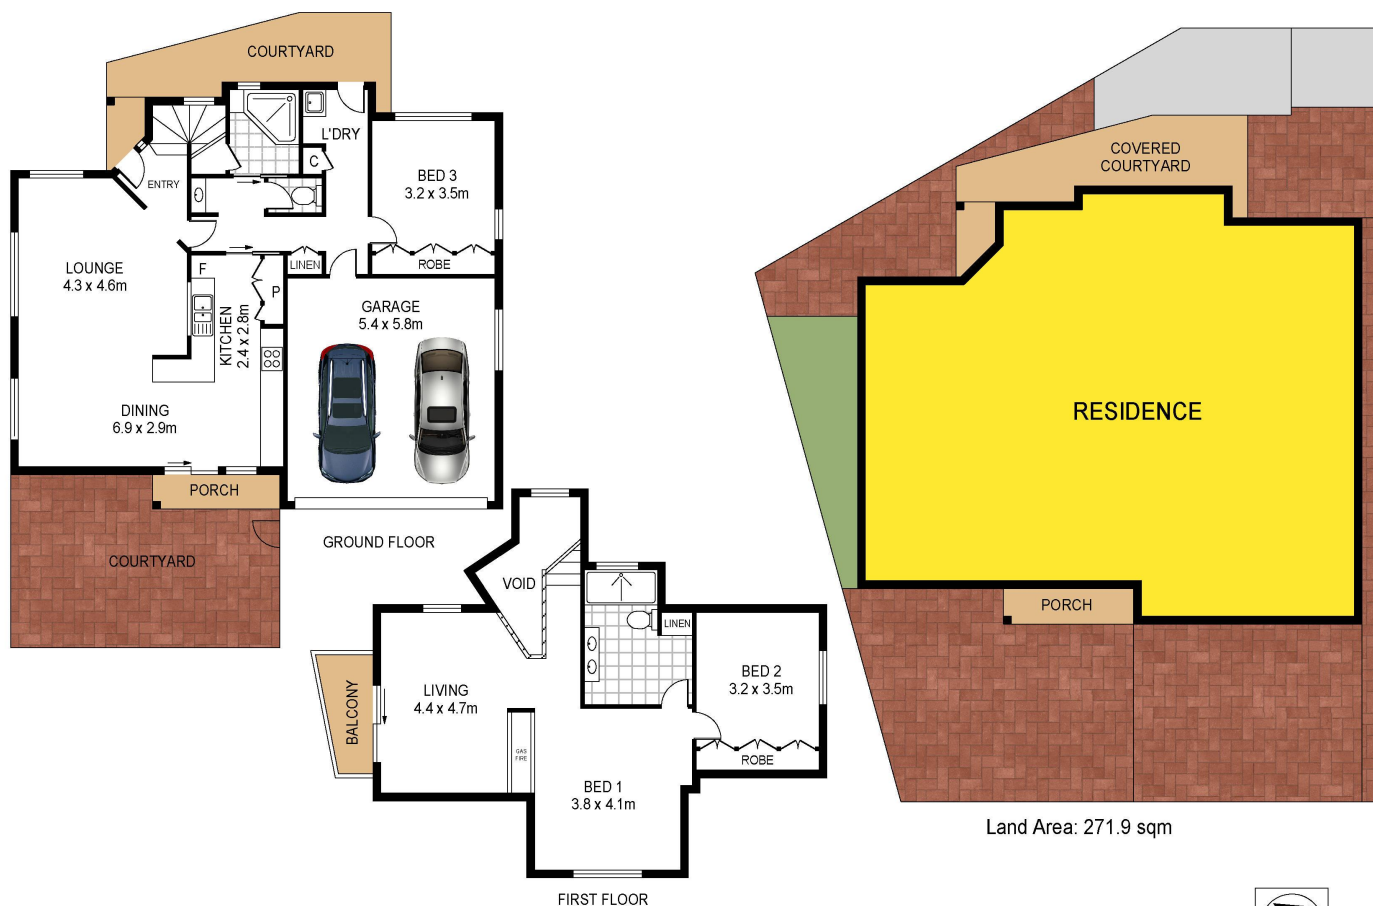 COURTYARD
L'DRY
C
BED 3
3.2 x 3.5m
ENTRY
LOUNGE
4.3 x 4.6m
F
LINEN
ROBE
P
KITCHEN
2.4 x 2.8m
GARAGE
5.4 x 5.8m
DINING
6.9 x 2.9m
PORCH
COURTYARD
GROUND FLOOR
VOID
LINEN
BED 2
3.2 x 3.5m
LIVING
4.4 x 4.7m
BALCONY
GAS
FIRE
ROBE
BED 1
3.8 x 4.1m
FIRST FLOOR
COVERED
COURTYARD
RESIDENCE
PORCH
Land Area: 271.9 sqm